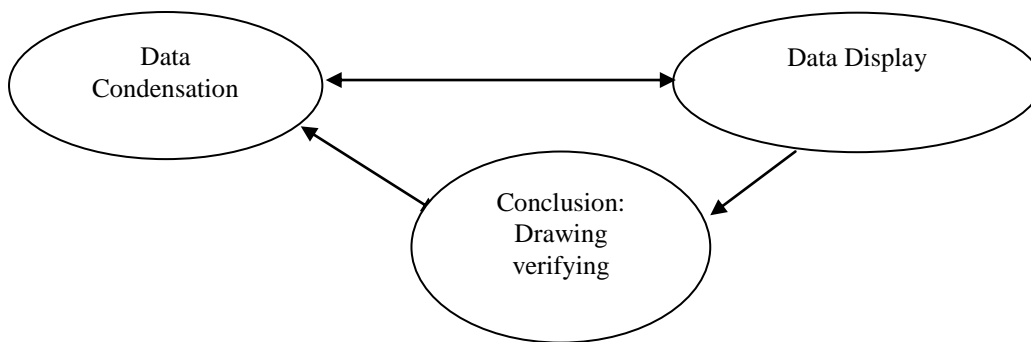 Data
Condensation
Data Display
Conclusion:
Drawing
verifying